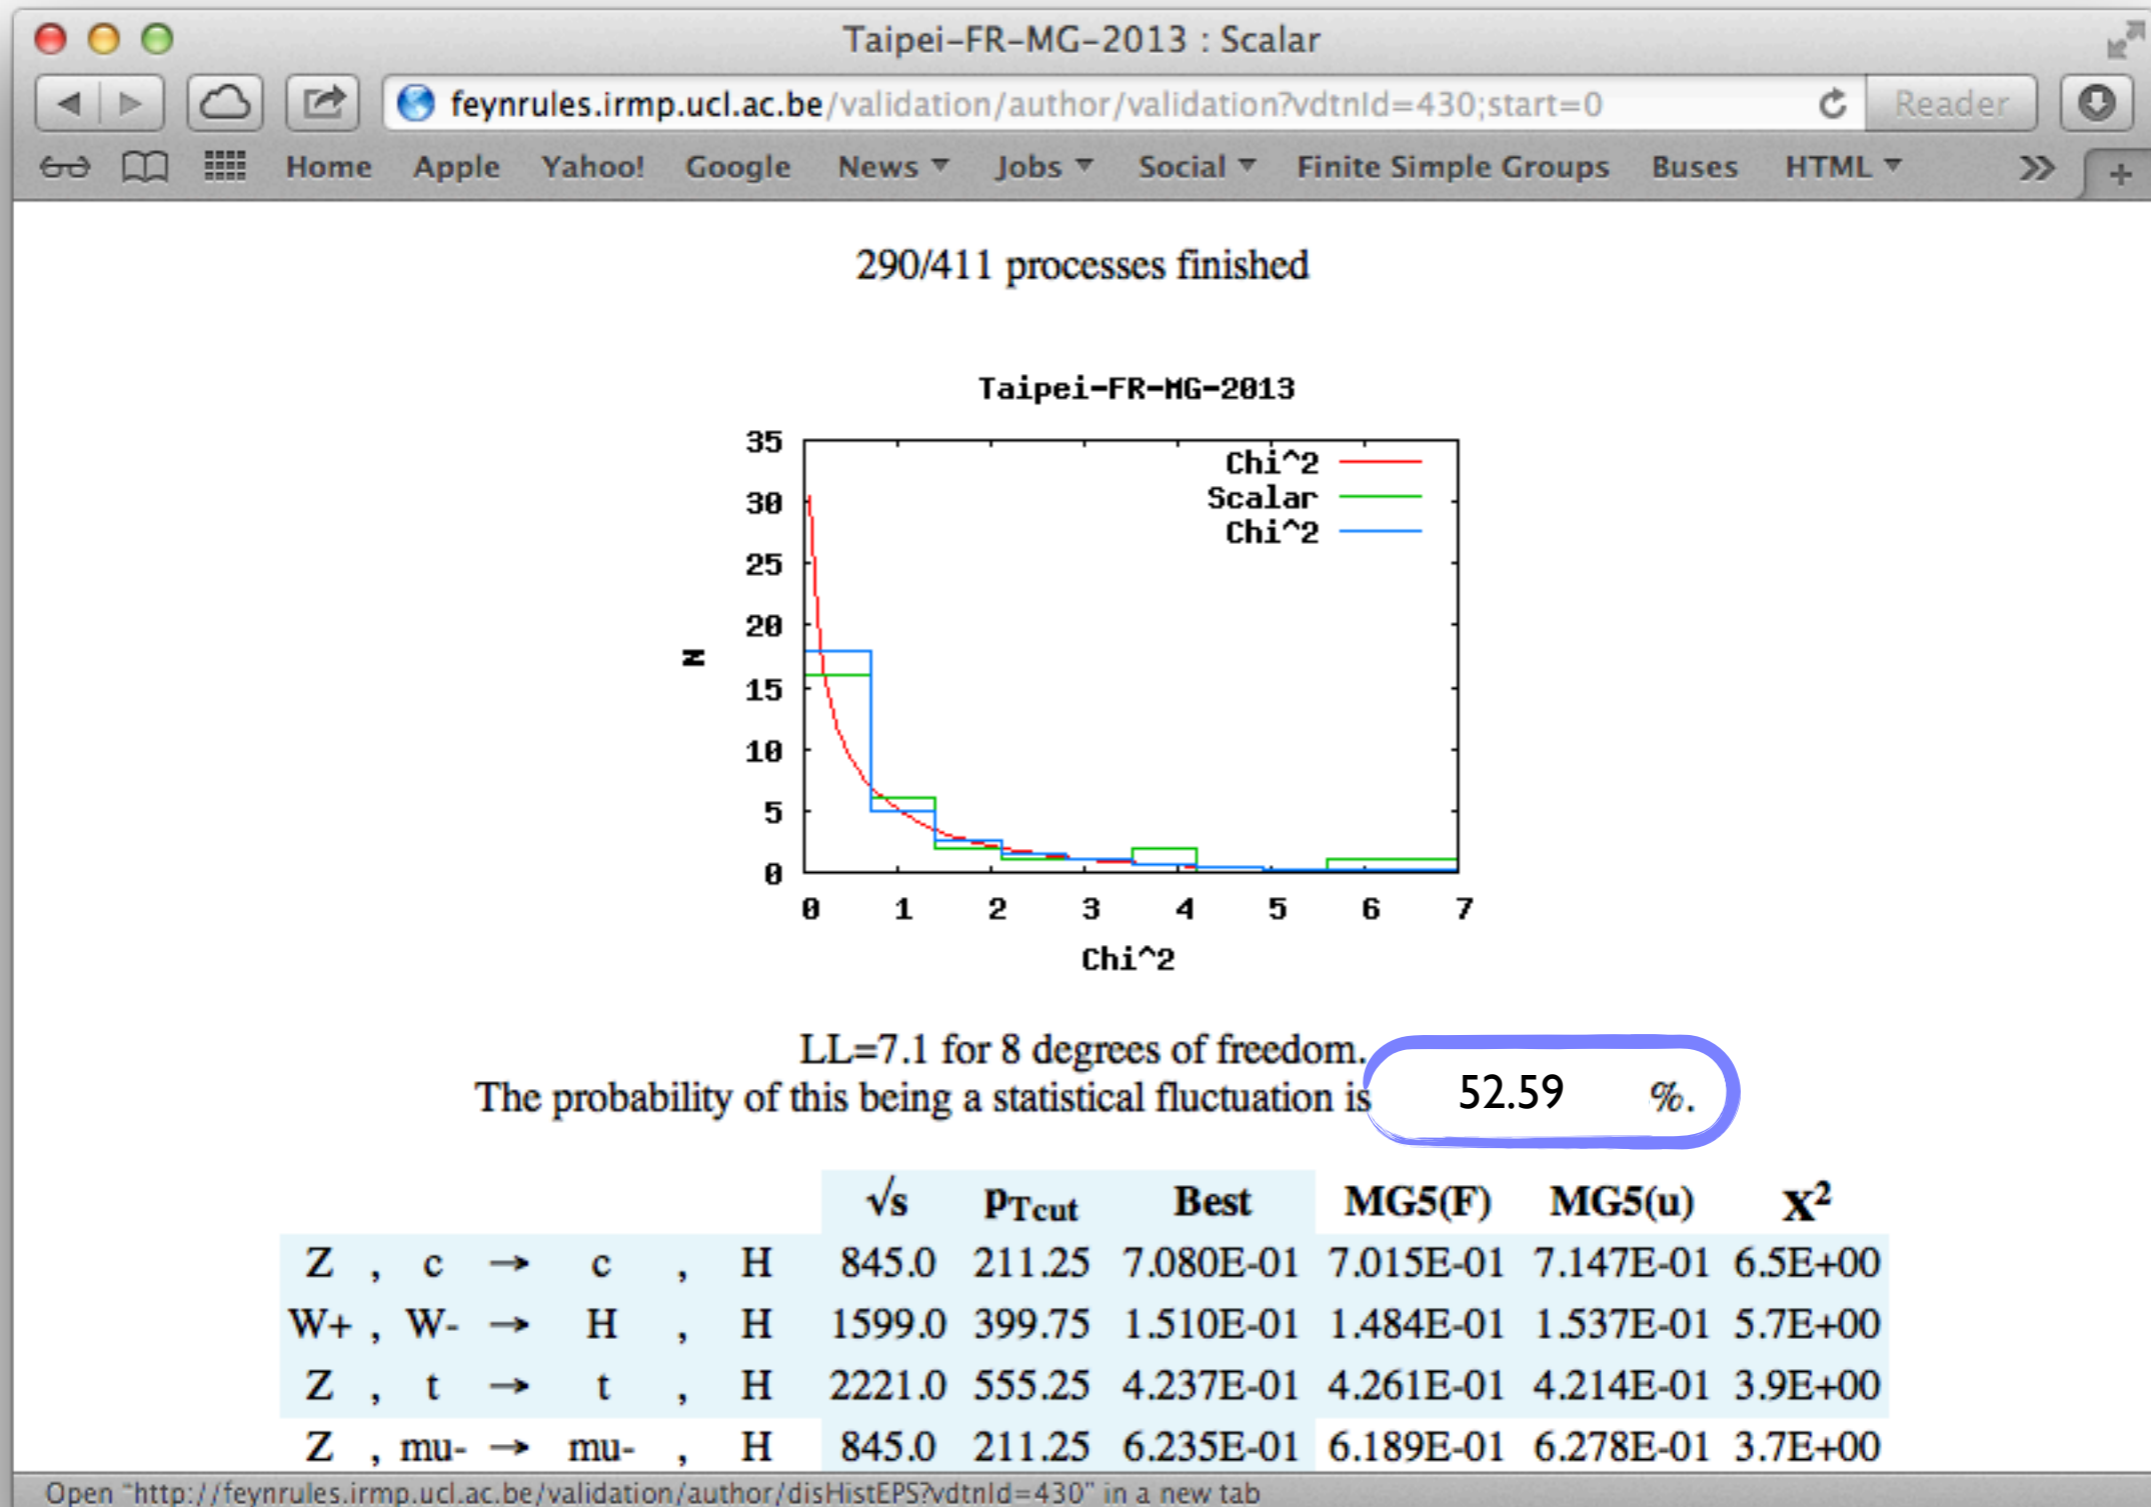 Taipei-FR-MG-2013 : Scalar
feynrules.irmp.ucl.ac.be/validation/author/validation?vdtnId=430;start=0
Reader
Home Apple Yahoo! Google News ▼ Jobs ▼ Social ▼ Finite Simple Groups Buses HTML ▼ >> +
290/411 processes finished
Taipei-FR-MG-2013
35
30
25
20
15
10
5
0
N
Chi^2
Scalar
Chi^2
0 1 2 3 4 5 6 7
Chi^2
LL=7.1 for 8 degrees of freedom.
The probability of this being a statistical fluctuation is 52.59 %.
√s pTcut Best MG5(F) MG5(u) X²
Z , c → c , H 845.0 211.25 7.080E-01 7.015E-01 7.147E-01 6.5E+00
W+ , W- → H , H 1599.0 399.75 1.510E-01 1.484E-01 1.537E-01 5.7E+00
Z , t → t , H 2221.0 555.25 4.237E-01 4.261E-01 4.214E-01 3.9E+00
Z , mu- → mu- , H 845.0 211.25 6.235E-01 6.189E-01 6.278E-01 3.7E+00
Open "http://feynrules.irmp.ucl.ac.be/validation/author/disHistEPS?vdtnId=430" in a new tab